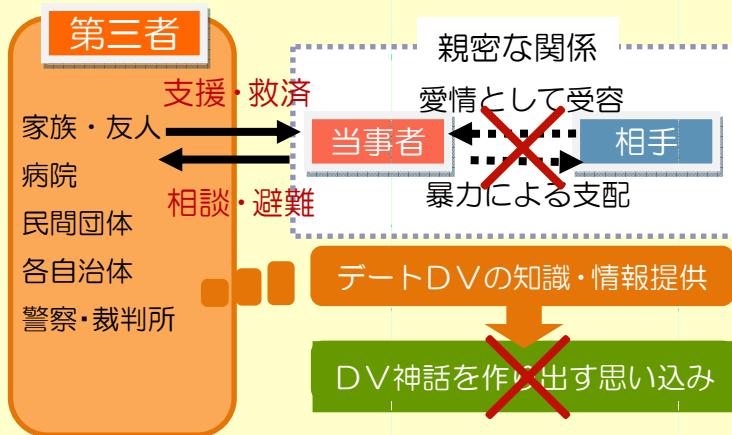 第三者
家族・友人
病院
民間団体
各自治体
警察・裁判所
支援・救済
相談・避難
親密な関係
愛情として受容
当事者
相手
暴力による支配
デートDVの知識・情報提供
DV神話を作り出す思い込み